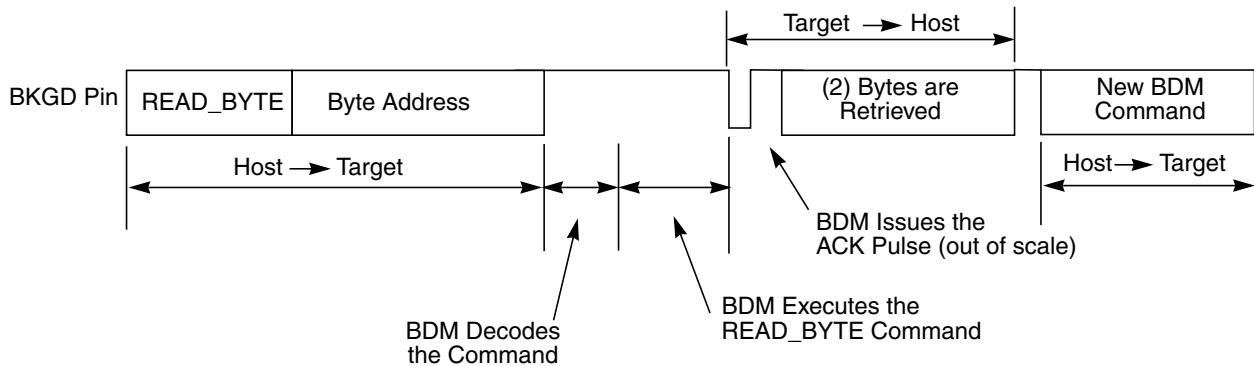 Target → Host
BKGD Pin
READ_BYTE
Byte Address
(2) Bytes are
Retrieved
New BDM
Command
Host → Target
Host → Target
BDM Issues the
ACK Pulse (out of scale)
BDM Decodes
the Command
BDM Executes the
READ_BYTE Command